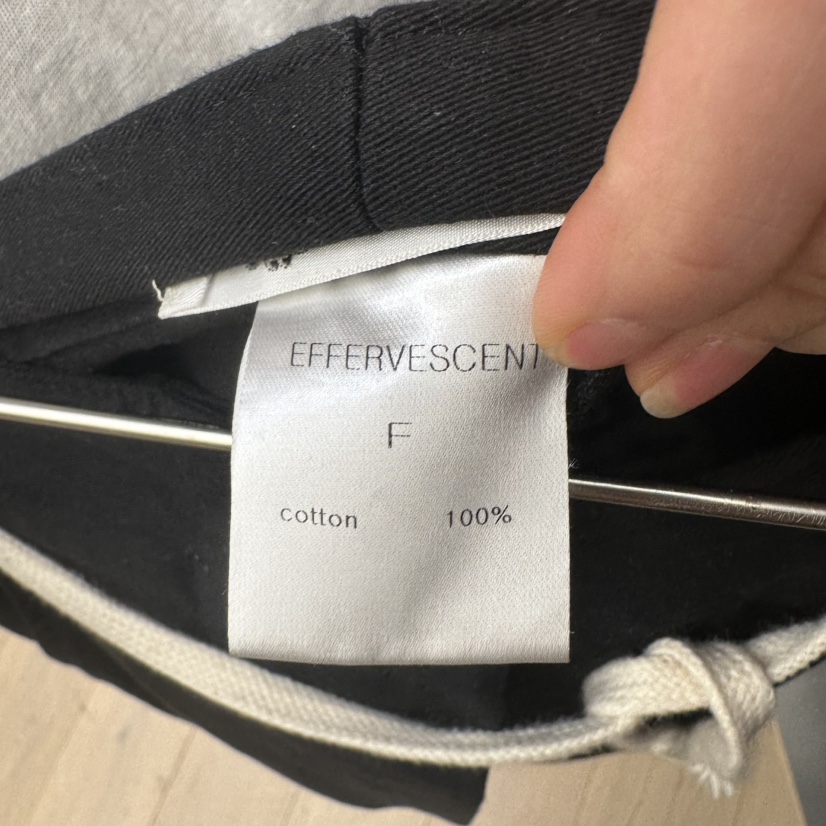 EFFERVESCENT
F
cotton 100%